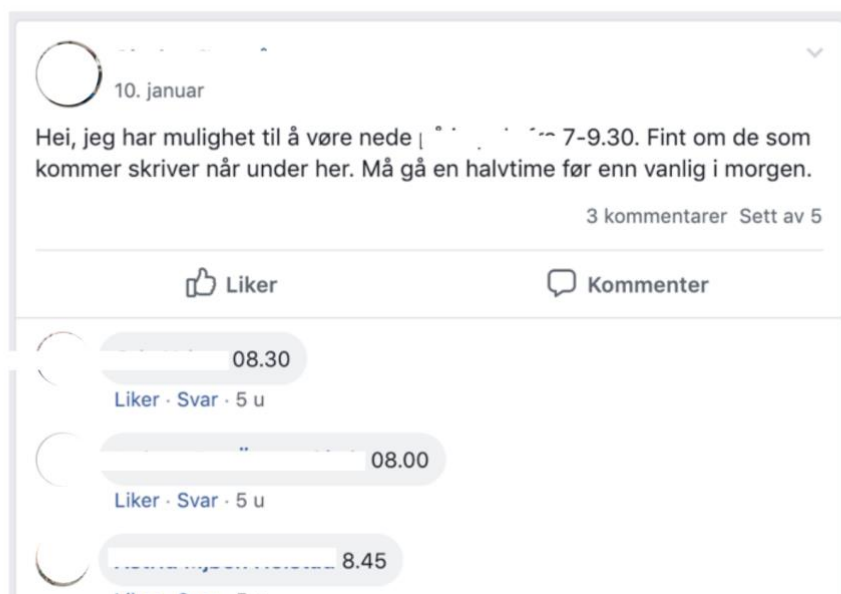 10. januar
Hei, jeg har mulighet til å vøre nede 7-9.30. Fint om de som
kommer skriver når under her. Må gå en halvtime før enn vanlig i morgen.
3 kommentarer Sett av 5
Liker Kommenter
08.30
Liker · Svar · 5 u
08.00
Liker · Svar · 5 u
8.45